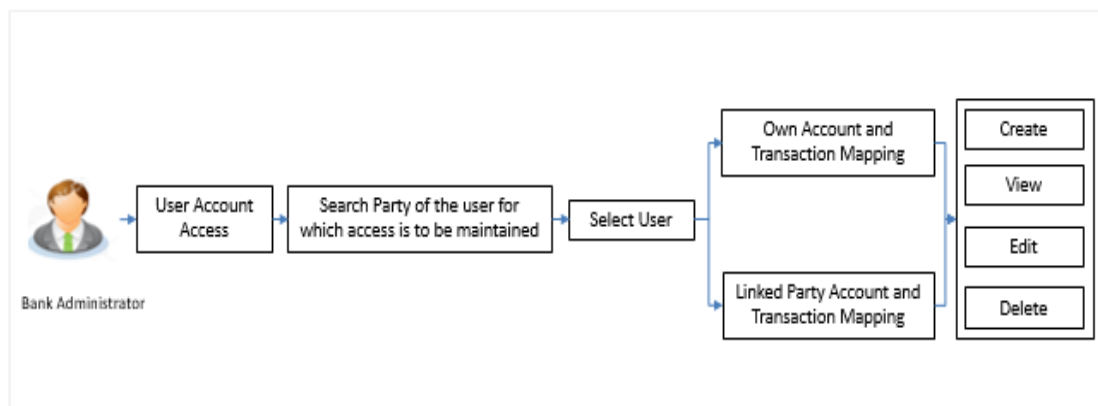 Bank Administrator
User Account
Access
Search Party of the user for
which access is to be maintained
Select User
Own Account and
Transaction Mapping
Linked Party Account and
Transaction Mapping
Create
View
Edit
Delete